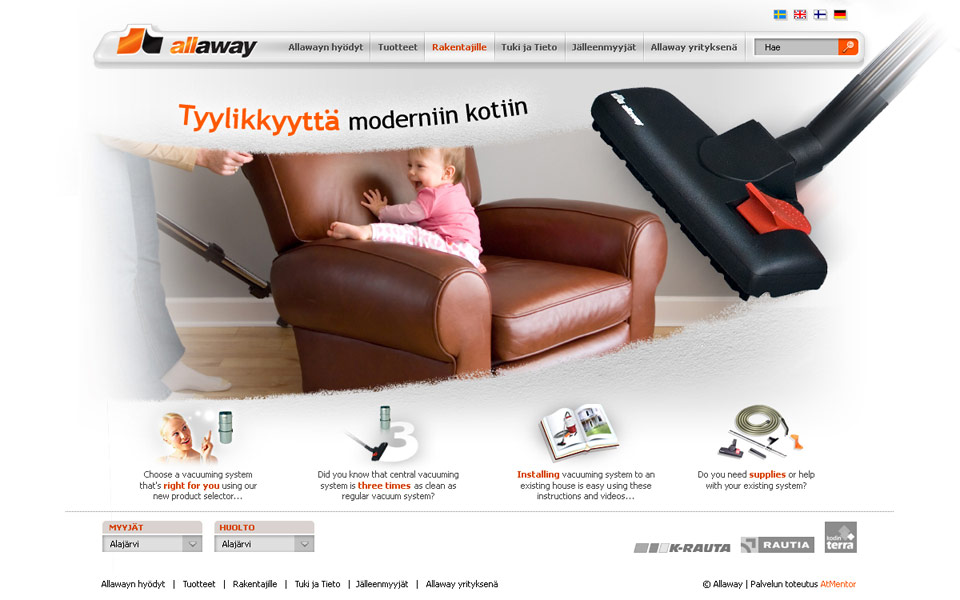 allaway
Allawayn hyödyt
Tuotteet
Rakentajille
Tuki ja Tieto
Jälleenmyyjät
Allaway yrityksenä
Hae
Tyylikkyyttä moderniin kotiin
allaway
3
Choose a vacuuming system
that's right for you using our
new product selector...
Did you know that central vacuuming
system is three times as clean as
regular vacuum system?
Installing vacuuming system to an
existing house is easy using these
instructions and videos...
Do you need supplies or help
with your existing system?
MYYJÄT
Alajärvi
HUOLTO
Alajärvi
K-RAUTA
RAUTIA
kodin
terra
Allawayn hyödyt | Tuotteet | Rakentajille | Tuki ja Tieto | Jälleenmyyjät | Allaway yrityksenä
© Allaway | Palvelun toteutus AtMentor